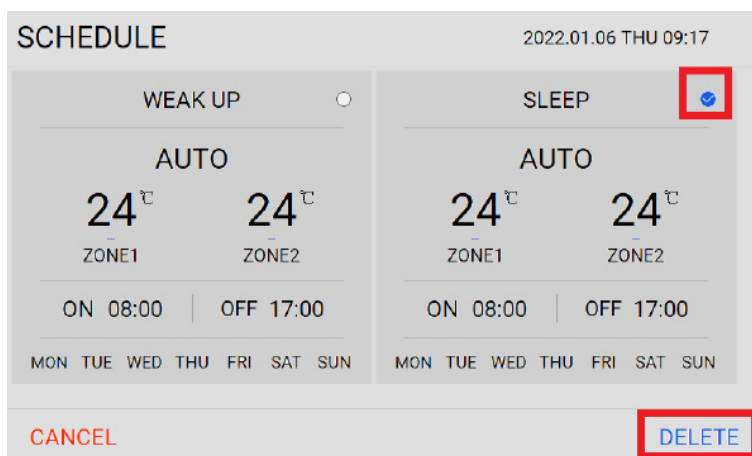 SCHEDULE 2022.01.06 THU 09:17
WEAK UP
AUTO
24℃ 24℃
ZONE1 ZONE2
ON 08:00 OFF 17:00
MON TUE WED THU FRI SAT SUN
SLEEP
AUTO
24℃ 24℃
ZONE1 ZONE2
ON 08:00 OFF 17:00
MON TUE WED THU FRI SAT SUN
CANCEL DELETE